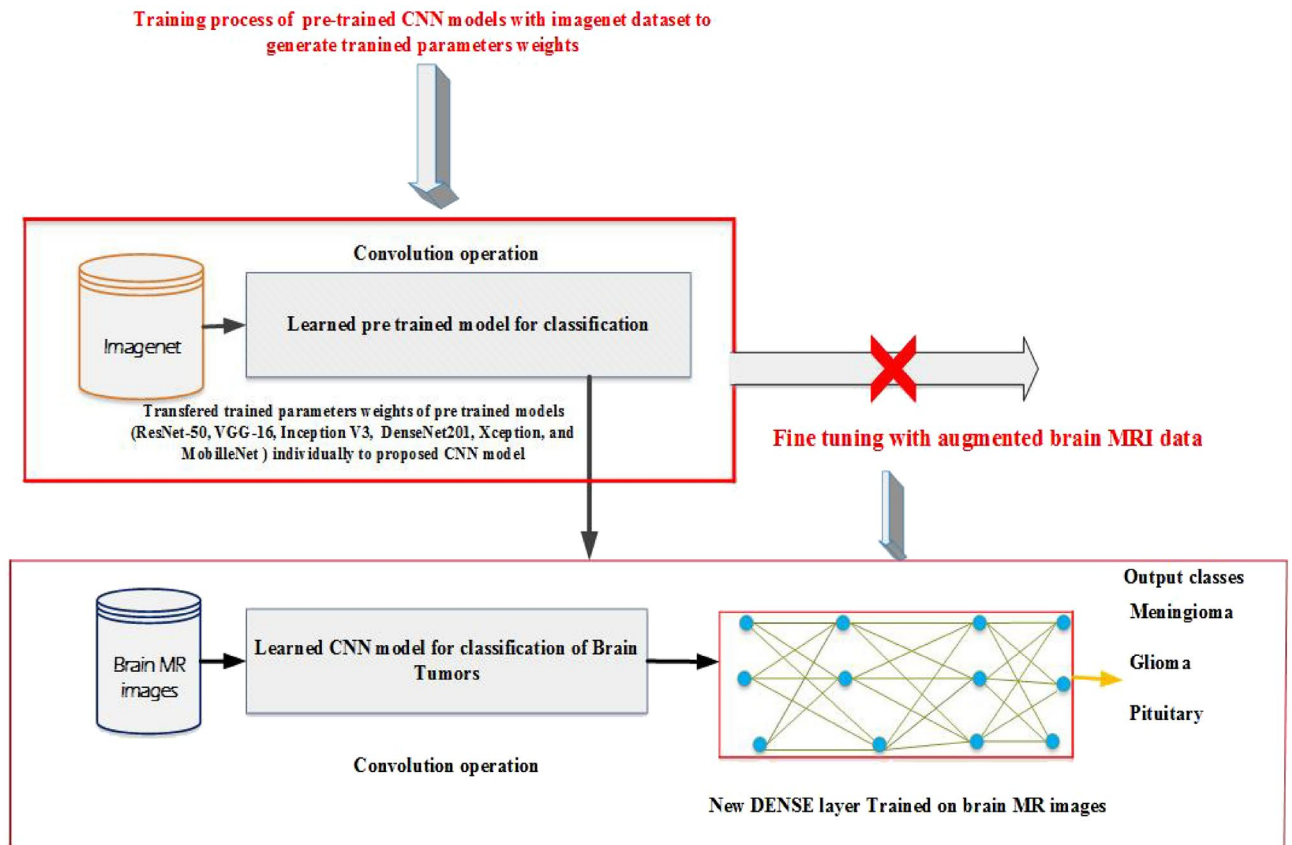 Training process of pre-trained CNN models with imagenet dataset to
generate tranined parameters weights
Convolution operation
Imagenet
Learned pre trained model for classification
Transfered trained parameters weights of pre trained models
(ResNet-50, VGG-16, Inception V3, DenseNet201, Xception, and
MobilleNet ) individually to proposed CNN model
Fine tuning with augmented brain MRI data
Brain MR
images
Learned CNN model for classification of Brain
Tumors
Convolution operation
Output classes
Meningioma
Glioma
Pituitary
New DENSE layer Trained on brain MR images